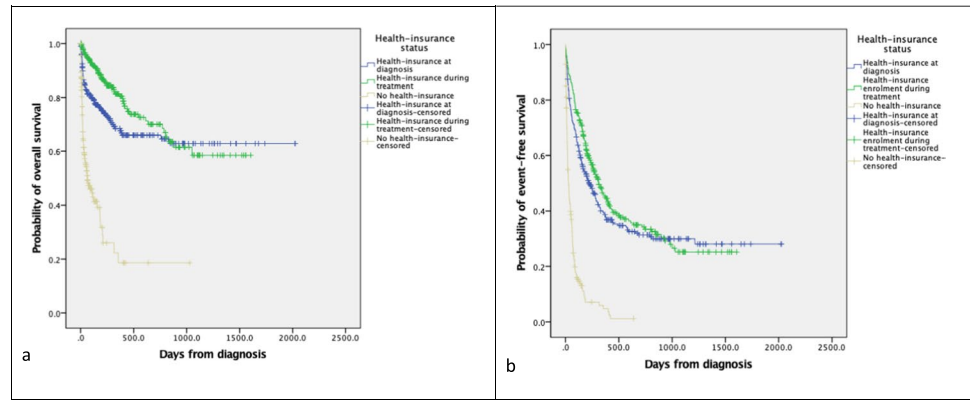 Health-insurance
status
Health-insurance at
diagnosis
Health-insurance during
treatment
No health-insurance
Health-insurance at
diagnosis-censored
Health-insurance during
treatment-censored
No health-insurance-
censored
Probability of overall survival
1.0
0.8
0.6
0.4
0.2
0.0
.0
500.0
1000.0
1500.0
2000.0
2500.0
Days from diagnosis
a
Health-insurance
status
Health-insurance at
diagnosis
Health-insurance
enrolment during
treatment
No health-insurance
Health-insurance at
diagnosis-censored
Health-insurance
enrolment during
treatment-censored
No health-insurance-
censored
Probability of event-free survival
1.0
0.8
0.6
0.4
0.2
0.0
.0
500.0
1000.0
1500.0
2000.0
2500.0
Days from diagnosis
b